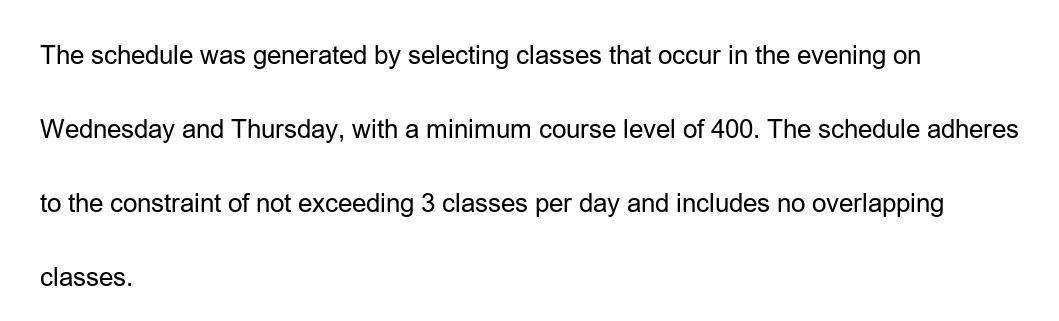 The schedule was generated by selecting classes that occur in the evening on
Wednesday and Thursday, with a minimum course level of 400. The schedule adheres
to the constraint of not exceeding 3 classes per day and includes no overlapping
classes.